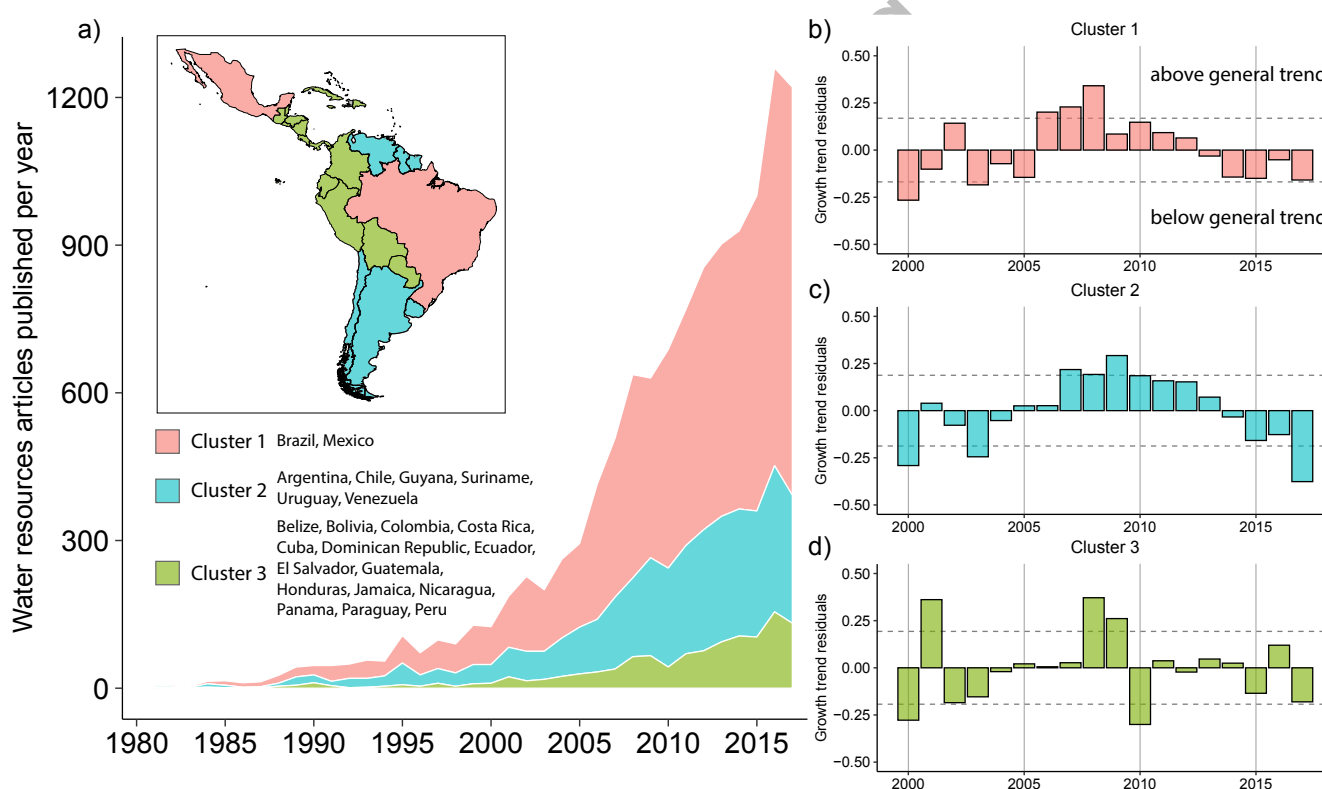 a)
Water resources articles published per year
1200
900
600
300
0
1980 1985 1990 1995 2000 2005 2010 2015
Cluster 1 Brazil, Mexico
Cluster 2 Argentina, Chile, Guyana, Suriname,
Uruguay, Venezuela
Cluster 3 Belize, Bolivia, Colombia, Costa Rica,
Cuba, Dominican Republic, Ecuador,
El Salvador, Guatemala,
Honduras, Jamaica, Nicaragua,
Panama, Paraguay, Peru
b)
Cluster 1
Growth trend residuals
0.50
0.25
0.00
−0.25
−0.50
above general trend
below general trend
2000 2005 2010 2015
c)
Cluster 2
Growth trend residuals
0.50
0.25
0.00
−0.25
−0.50
2000 2005 2010 2015
d)
Cluster 3
Growth trend residuals
0.50
0.25
0.00
−0.25
−0.50
2000 2005 2010 2015